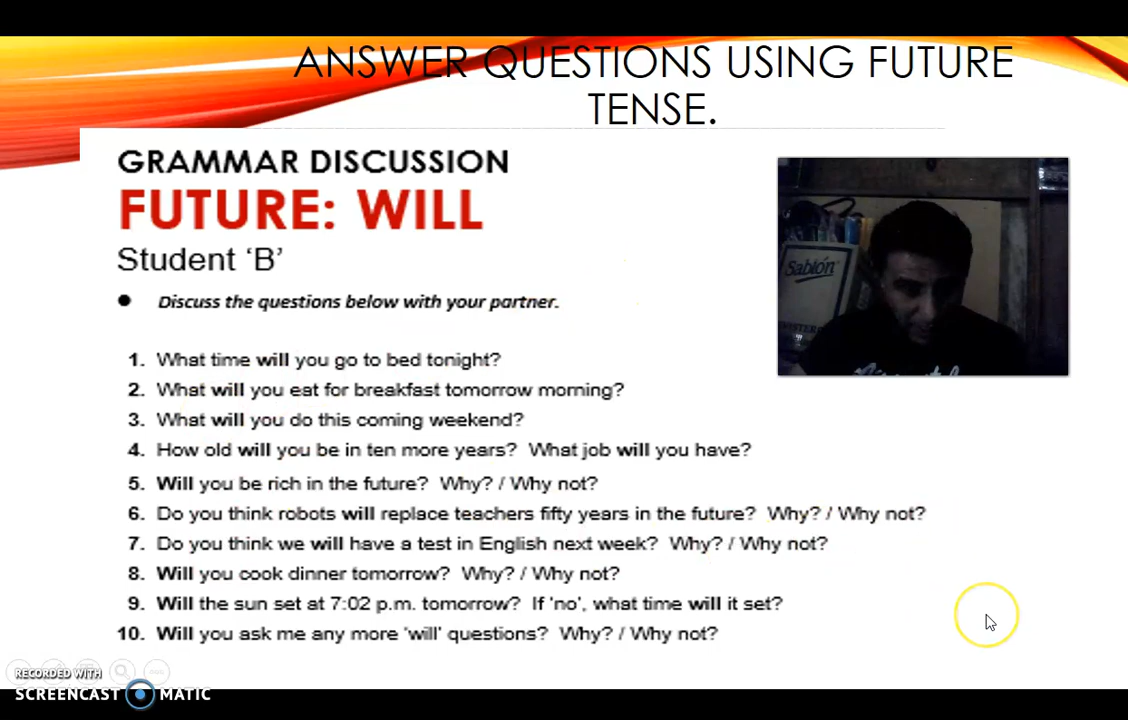 ANSWER QUESTIONS USING FUTURE
TENSE.
GRAMMAR DISCUSSION
FUTURE: WILL
Student ‘B’
● Discuss the questions below with your partner.
1. What time will you go to bed tonight?
2. What will you eat for breakfast tomorrow morning?
3. What will you do this coming weekend?
4. How old will you be in ten more years? What job will you have?
5. Will you be rich in the future? Why? / Why not?
6. Do you think robots will replace teachers fifty years in the future? Why? / Why not?
7. Do you think we will have a test in English next week? Why? / Why not?
8. Will you cook dinner tomorrow? Why? / Why not?
9. Will the sun set at 7:02 p.m. tomorrow? If 'no', what time will it set?
10. Will you ask me any more 'will' questions? Why? / Why not?
Sablón
RECORDED WITH
SCREENCAST MATIC